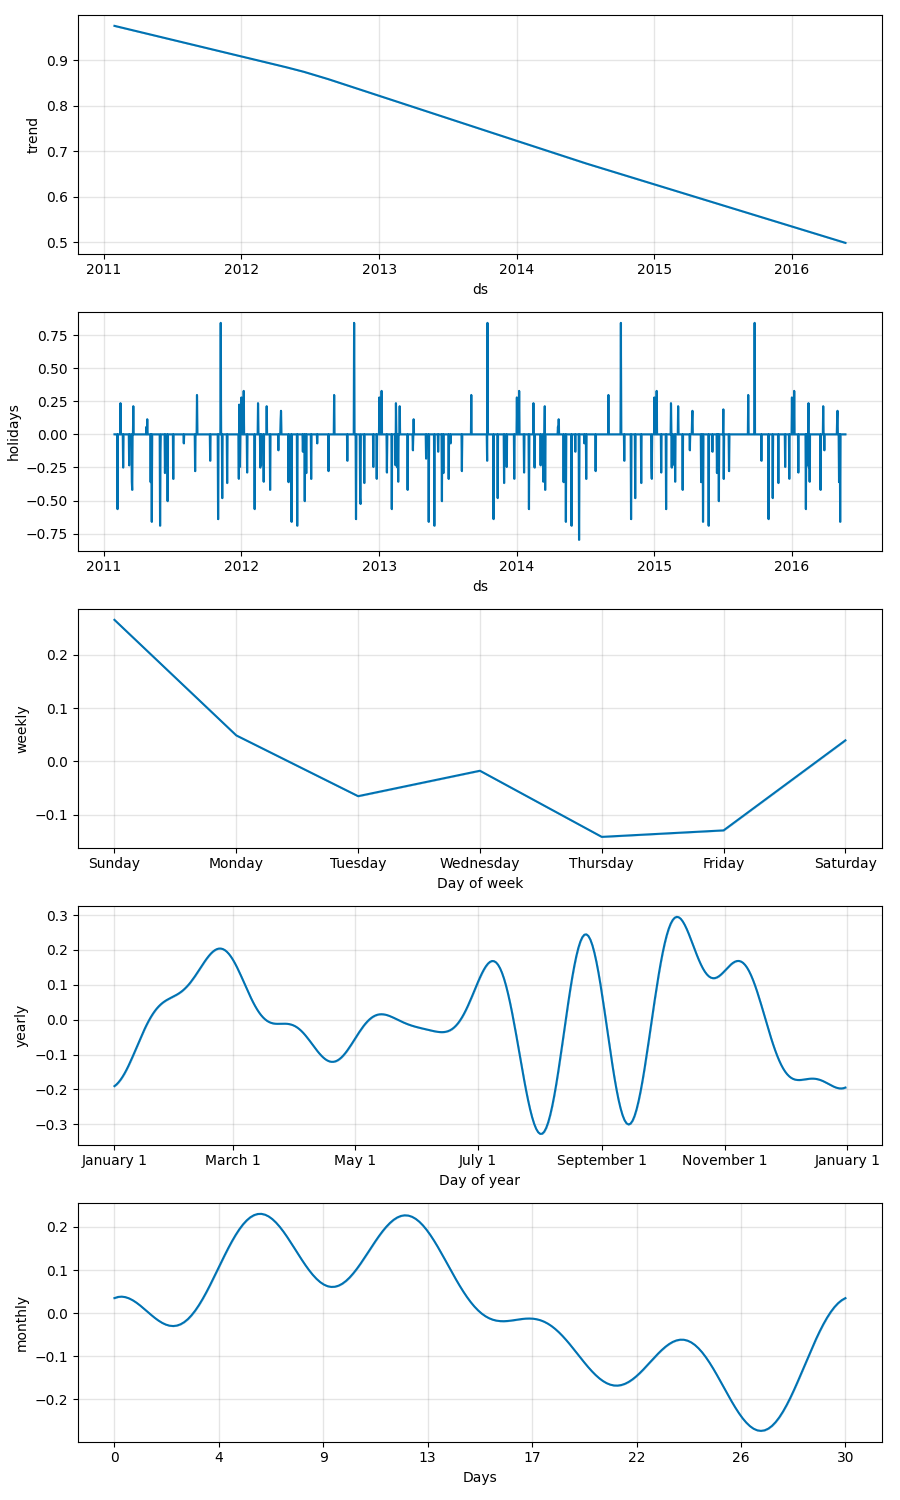 0.9
0.8
0.7
0.6
0.5
trend
2011 2012 2013 2014 2015 2016
ds
0.75
0.50
0.25
0.00
−0.25
−0.50
−0.75
holidays
2011 2012 2013 2014 2015 2016
ds
0.2
0.1
0.0
−0.1
weekly
Sunday Monday Tuesday Wednesday Thursday Friday Saturday
Day of week
0.3
0.2
0.1
0.0
−0.1
−0.2
−0.3
yearly
January 1 March 1 May 1 July 1 September 1 November 1 January 1
Day of year
0.2
0.1
0.0
−0.1
−0.2
monthly
0 4 9 13 17 22 26 30
Days